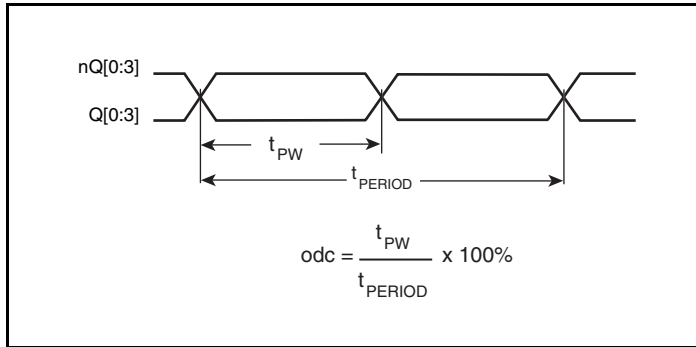 nQ[0:3]
Q[0:3]
tPW
tPERIOD
odc = tPW / tPERIOD x 100%